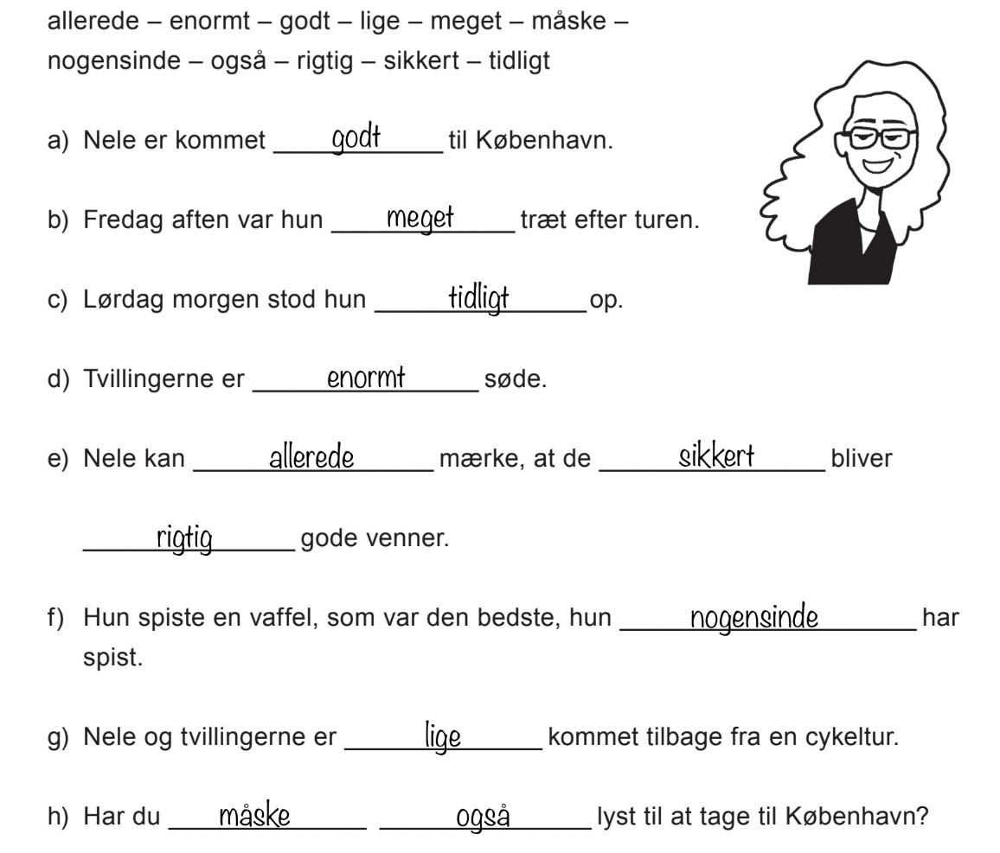 allerede – enormt – godt – lige – meget – måske –
nogensinde – også – rigtig – sikkert – tidligt
a) Nele er kommet godt til København.
b) Fredag aften var hun meget træt efter turen.
c) Lørdag morgen stod hun tidligt op.
d) Tvillingerne er enormt søde.
e) Nele kan allerede mærke, at de sikkert bliver
rigtig gode venner.
f) Hun spiste en vaffel, som var den bedste, hun nogensinde har
spist.
g) Nele og tvillingerne er lige kommet tilbage fra en cykeltur.
h) Har du måske også lyst til at tage til København?